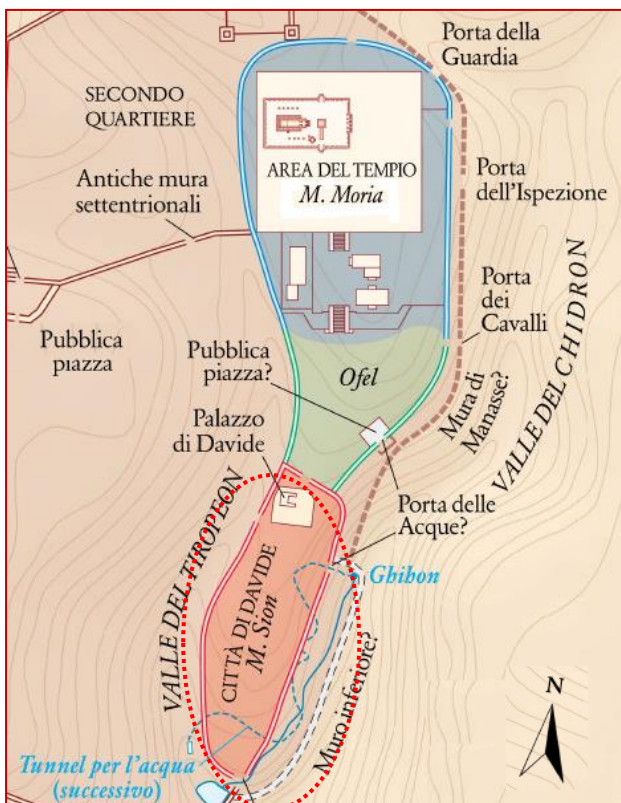 Porta della
Guardia
SECONDO
QUARTIERE
AREA DEL TEMPIO
M. Moria
Porta
dell'Ispezione
Antiche mura
settentrionali
Porta
dei
Cavalli
VALLE DEL CHIDRON
Pubblica
piazza
Pubblica
piazza?
Ofel
Mura di
Manasse?
Palazzo
di Davide
Porta delle
Acque?
VALLE DEL TIROPEON
CITTÀ DI DAVIDE
M. Sion
Ghihon
Muro inferiore?
N
Tunnel per l'acqua
(successivo)